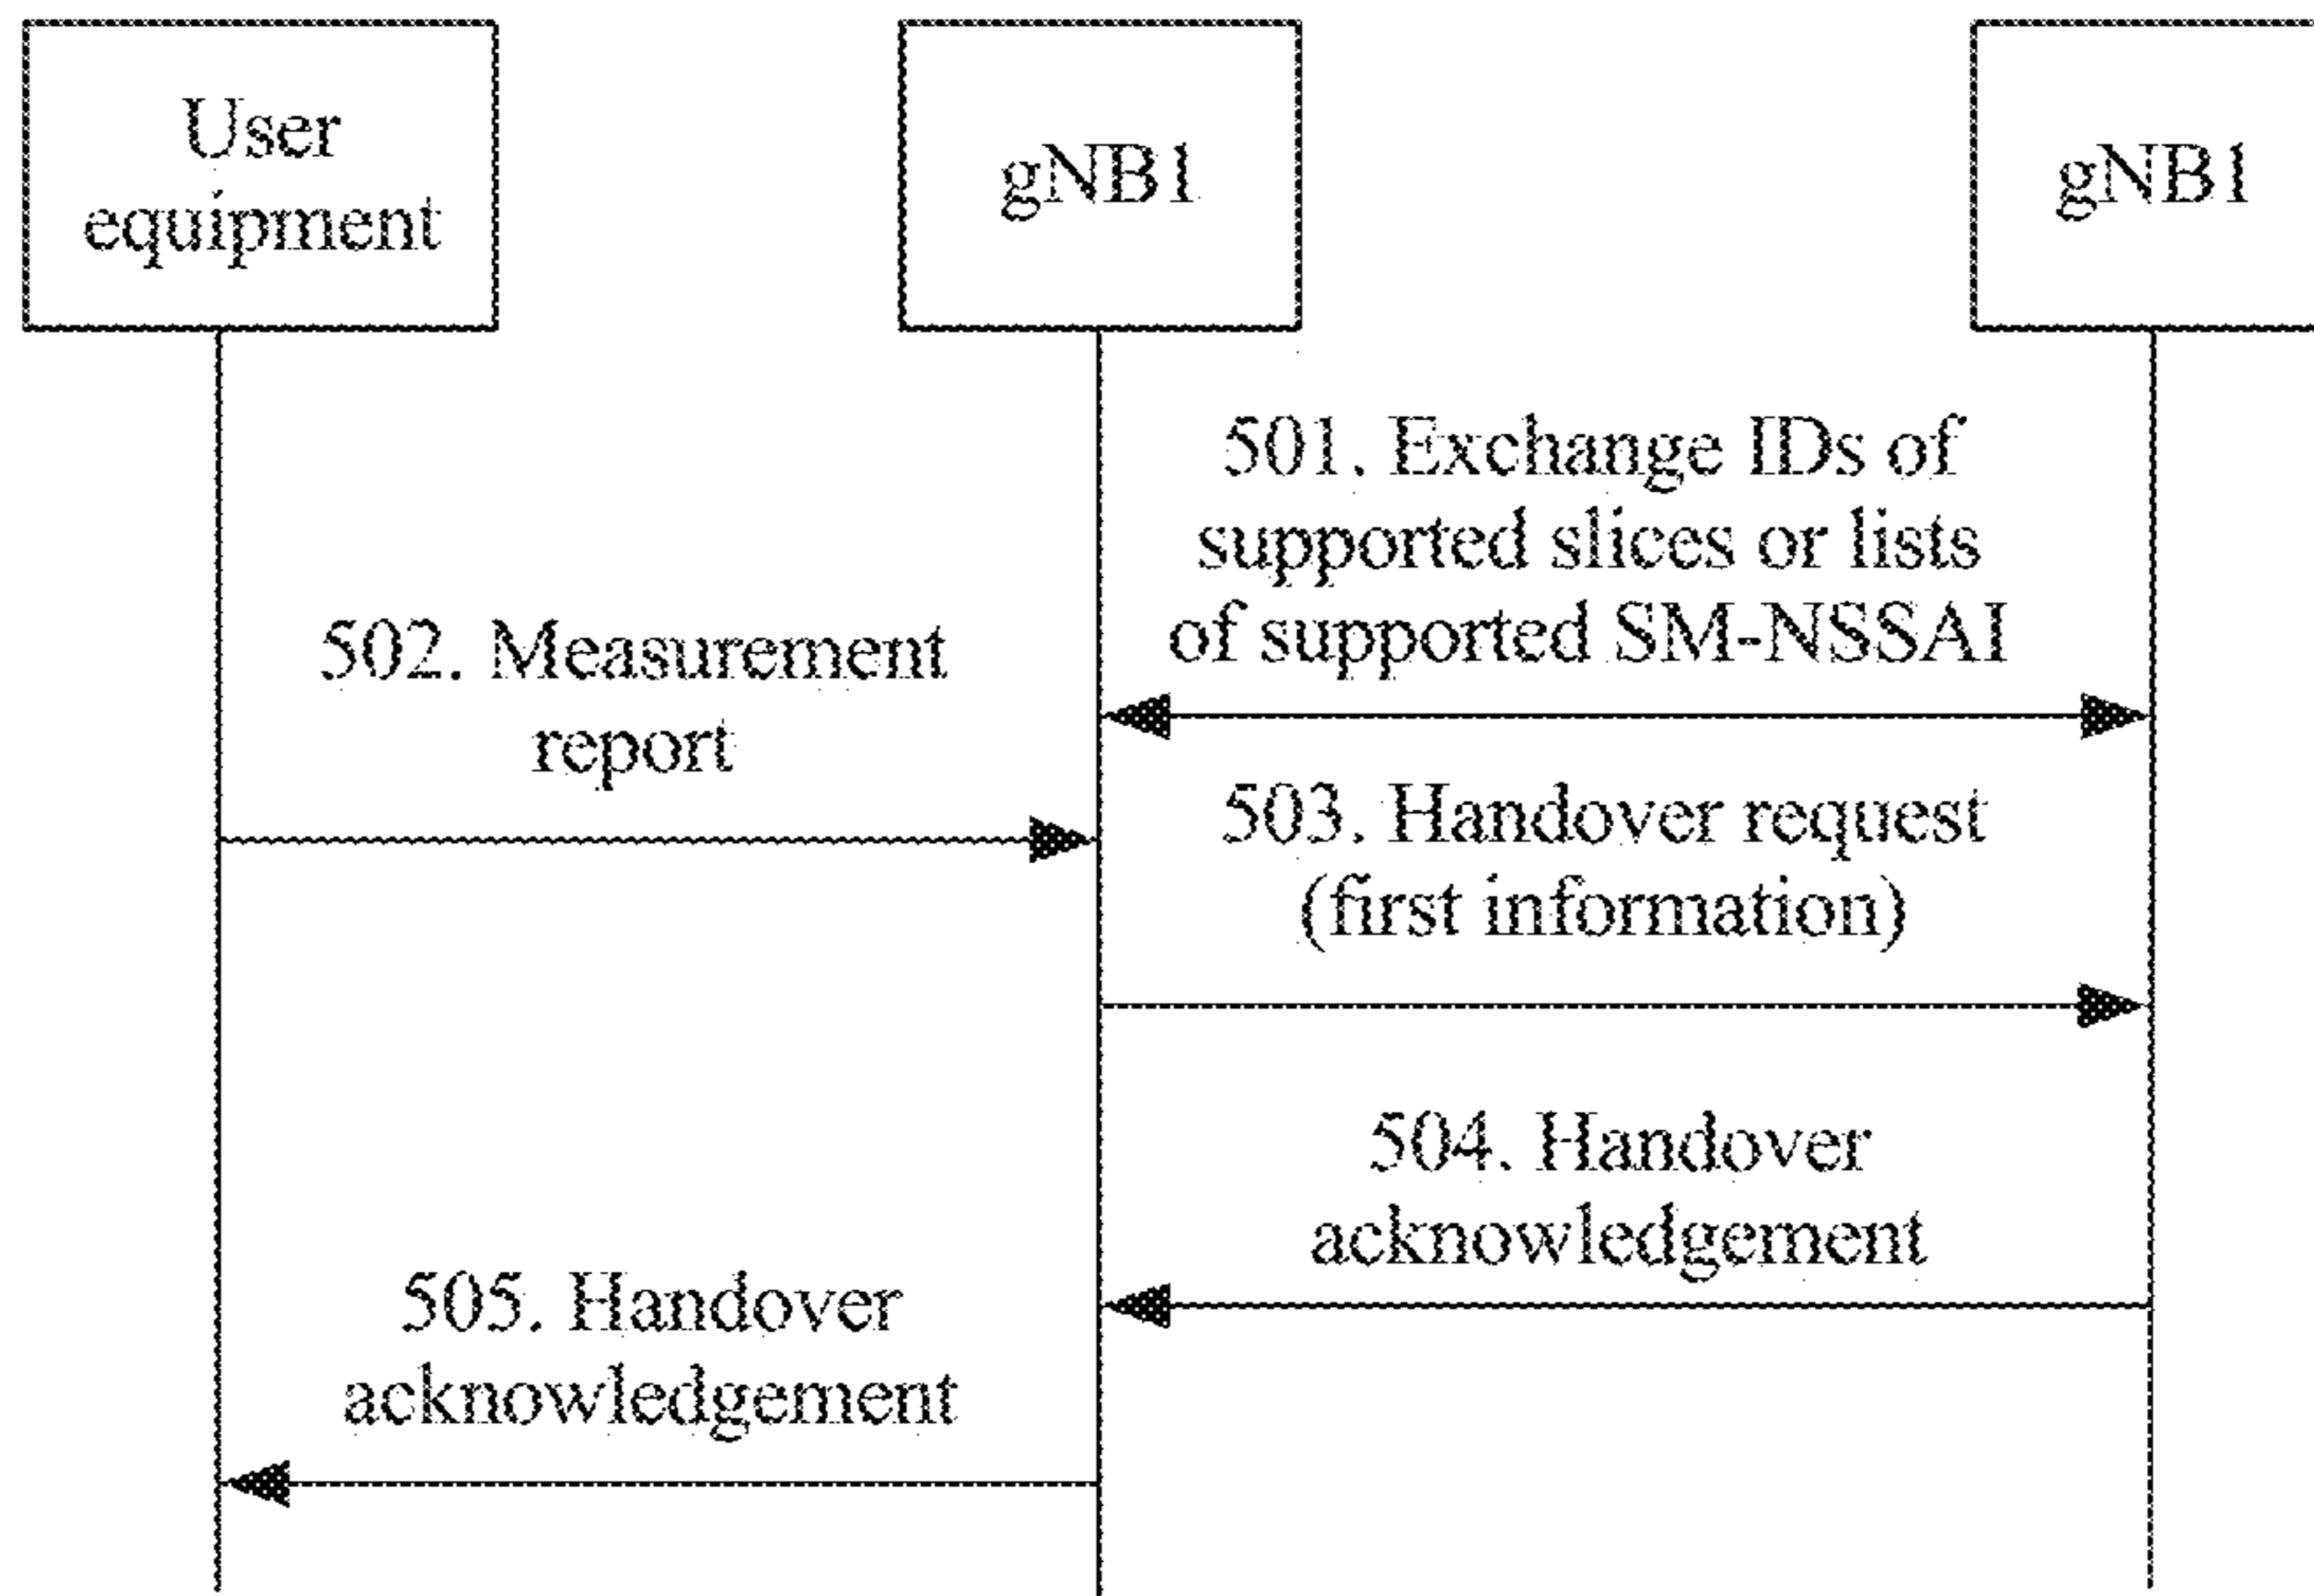 User
equipment
gNB1
gNB1
501. Exchange IDs of
supported slices or lists
of supported SM-NSSAI
502. Measurement
report
503. Handover request
(first information)
504. Handover
acknowledgement
505. Handover
acknowledgement